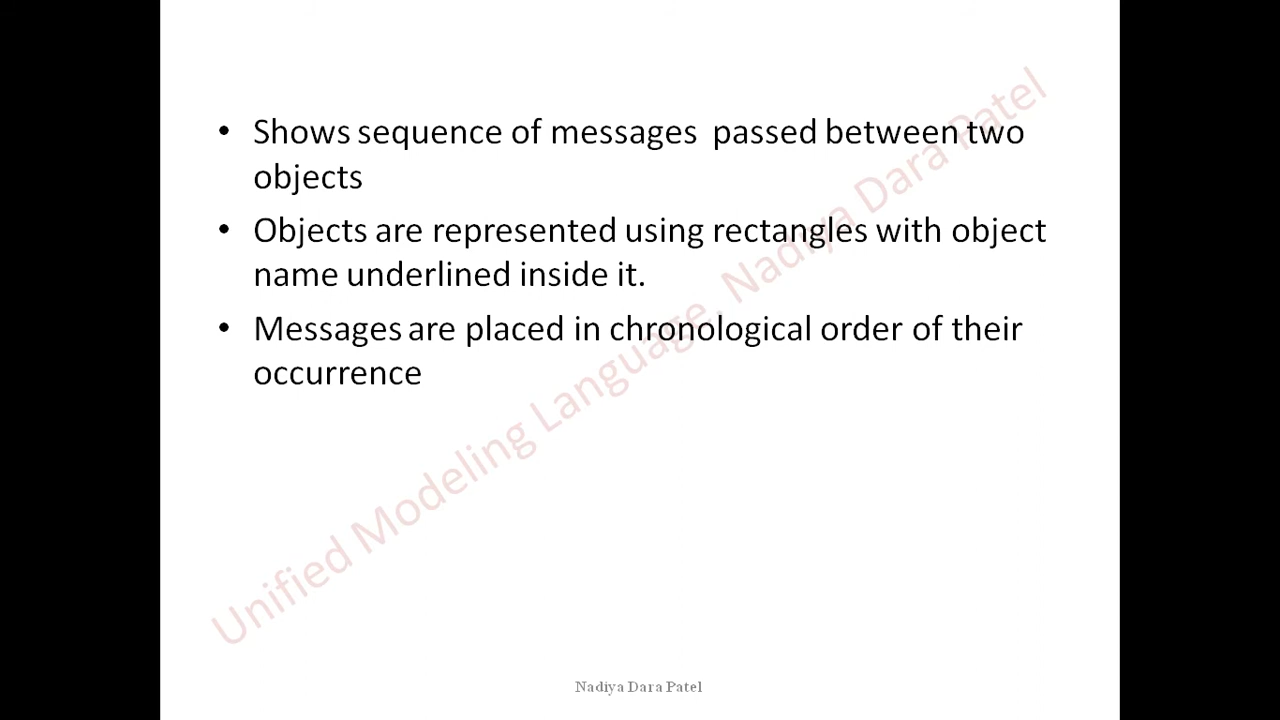 • Shows sequence of messages  passed between two
objects
• Objects are represented using rectangles with object
name underlined inside it.
• Messages are placed in chronological order of their
occurrence
Unified Modeling Language, Nadiya Dara Patel
Nadiya Dara Patel